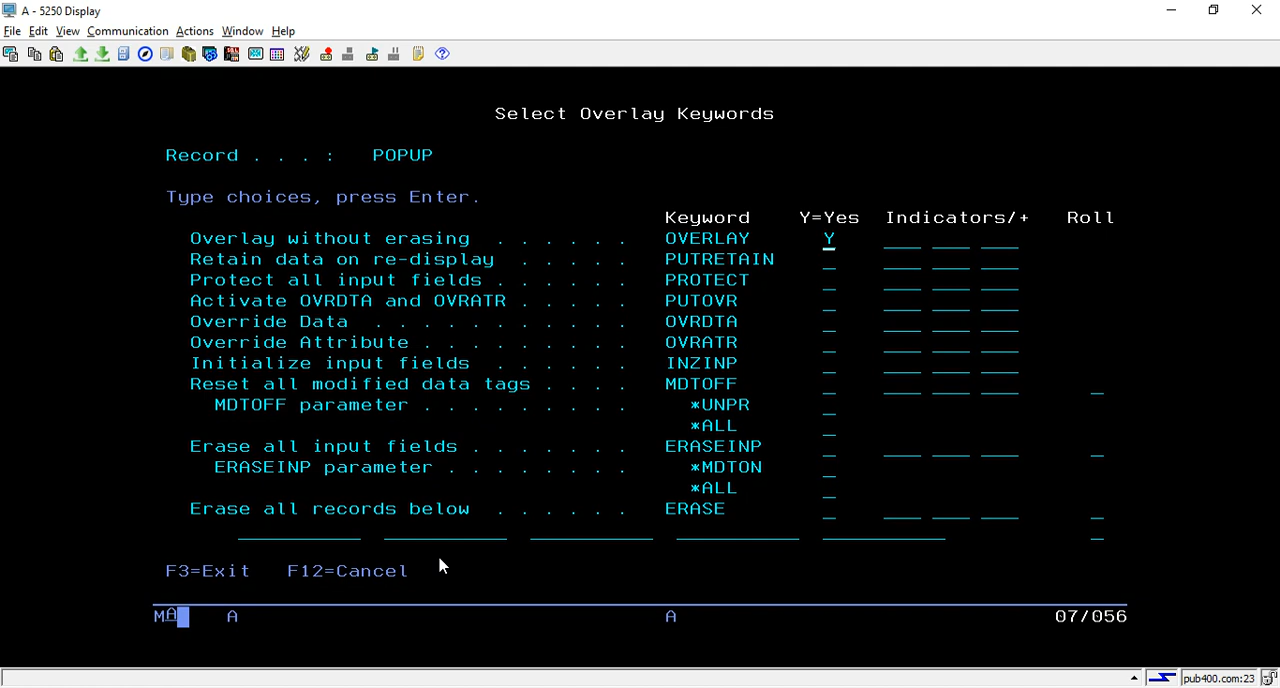 A - 5250 Display
File Edit View Communication Actions Window Help
Select Overlay Keywords
Record . . . : POPUP
Type choices, press Enter.
Keyword Y=Yes Indicators/+ Roll
Overlay without erasing . . . . . . OVERLAY Y
Retain data on re-display . . . . . PUTRETAIN
Protect all input fields . . . . . . PROTECT
Activate OVRDTA and OVRATR . . . . . PUTOVR
Override Data . . . . . . . . . . . OVRDTA
Override Attribute . . . . . . . . . OVRATR
Initialize input fields . . . . . . INZINP
Reset all modified data tags . . . . MDTOFF
MDTOFF parameter . . . . . . . . . *UNPR
*ALL
Erase all input fields . . . . . . . ERASEINP
ERASEINP parameter . . . . . . . . *MDTON
*ALL
Erase all records below . . . . . . ERASE
F3=Exit F12=Cancel
MA A A 07/056
pub400.com:23